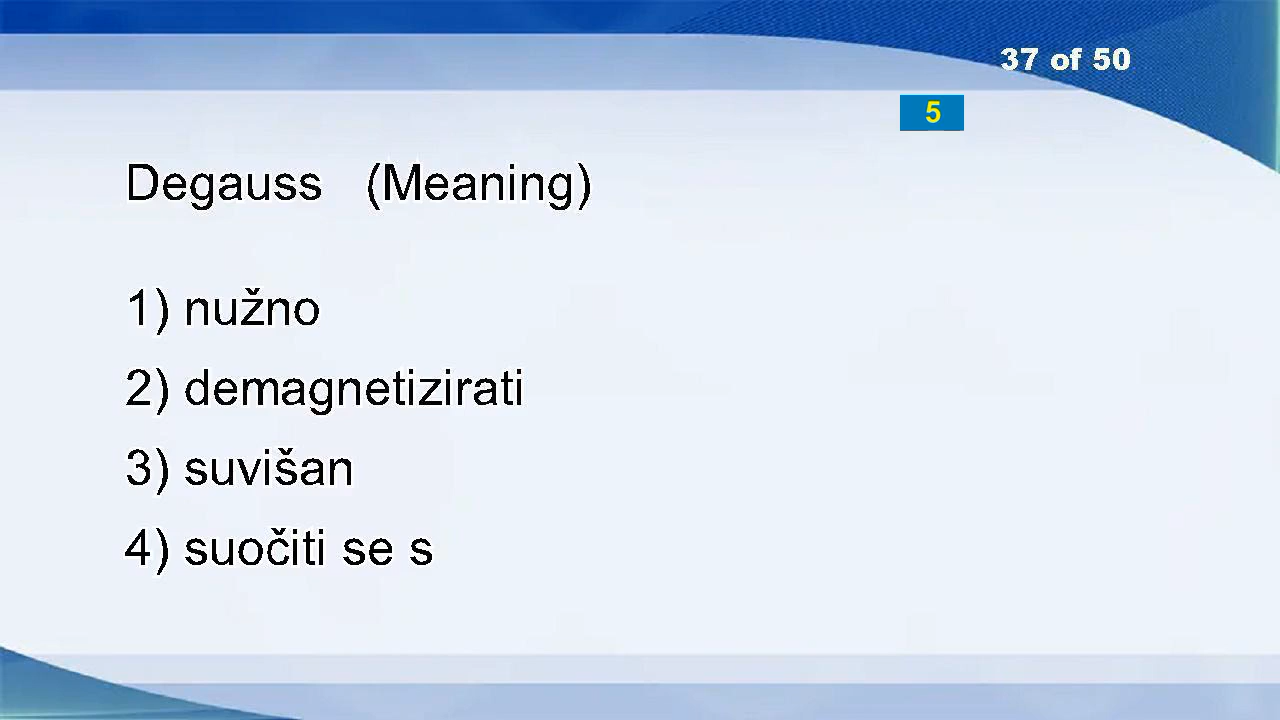 37 of 50
5
Degauss (Meaning)
1) nužno
2) demagnetizirati
3) suvišan
4) suočiti se s